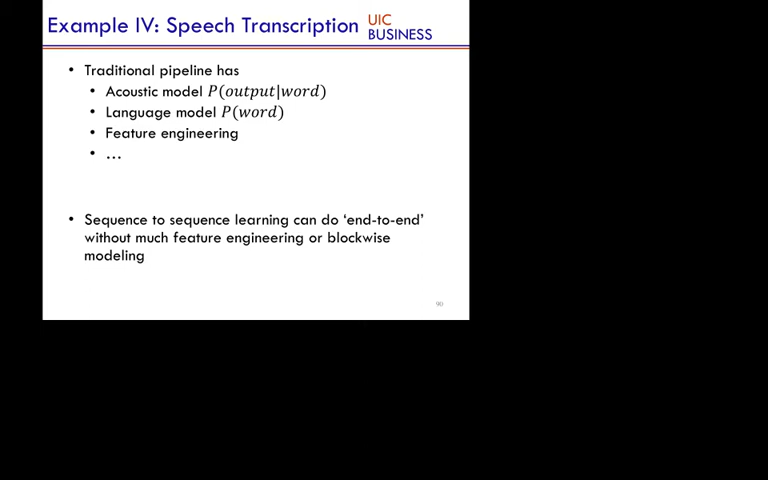 Example IV: Speech Transcription
UIC
BUSINESS
• Traditional pipeline has
• Acoustic model P(output|word)
• Language model P(word)
• Feature engineering
• ...
• Sequence to sequence learning can do ‘end-to-end’
without much feature engineering or blockwise
modeling
90